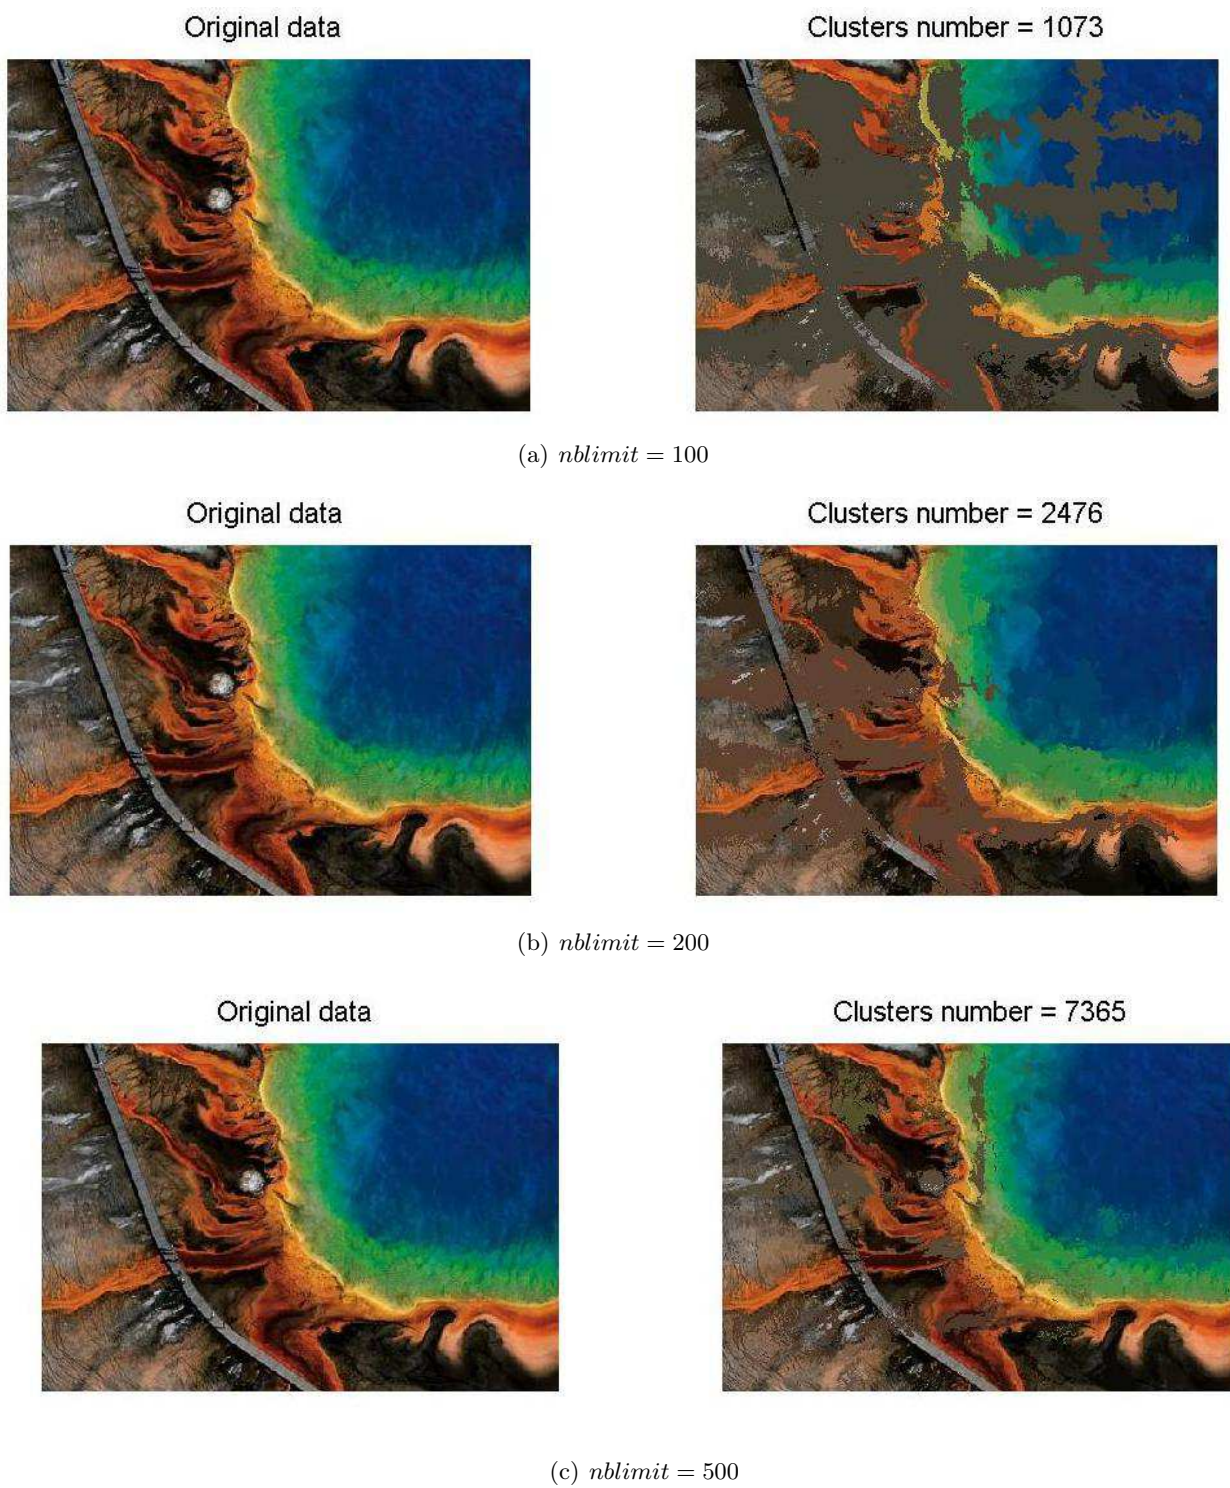 Original data
Clusters number = 1073
(a) nblimit = 100
Original data
Clusters number = 2476
(b) nblimit = 200
Original data
Clusters number = 7365
(c) nblimit = 500